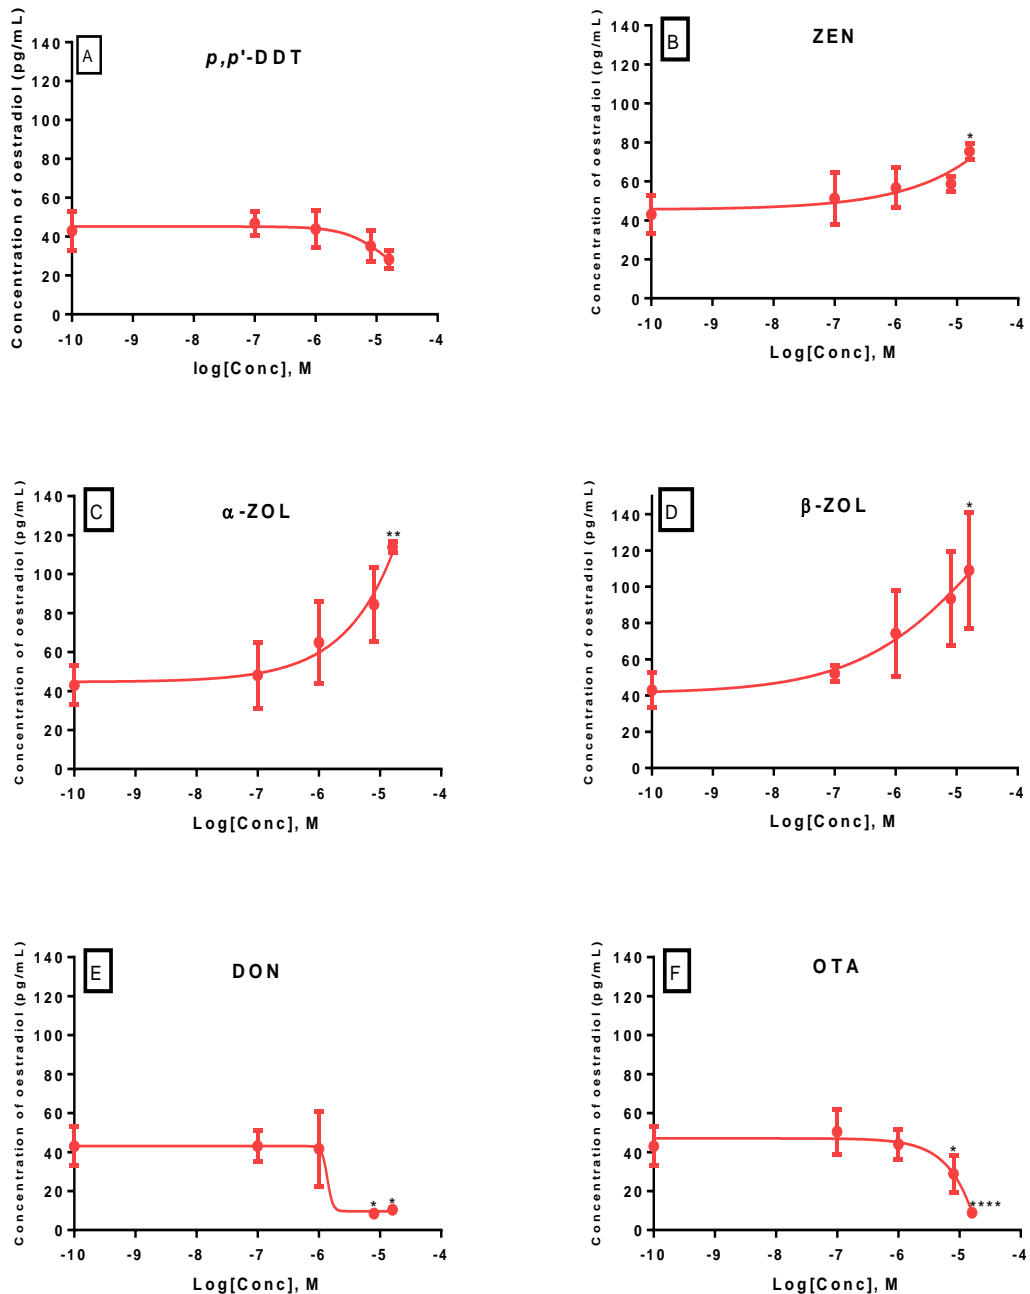 A
p,p'-DDT
Concentration of oestradiol (pg/mL)
140
120
100
80
60
40
20
0
-10 -9 -8 -7 -6 -5 -4
log[Conc], M
B
ZEN
Concentration of oestradiol (pg/mL)
140
120
100
80
60
40
20
0
*
-10 -9 -8 -7 -6 -5 -4
Log[Conc], M
C
α-ZOL
Concentration of oestradiol (pg/mL)
140
120
100
80
60
40
20
0
**
-10 -9 -8 -7 -6 -5 -4
Log[Conc], M
D
β-ZOL
Concentration of oestradiol (pg/mL)
140
120
100
80
60
40
20
0
*
-10 -9 -8 -7 -6 -5 -4
Log[Conc], M
E
DON
Concentration of oestradiol (pg/mL)
140
120
100
80
60
40
20
0
* *
-10 -9 -8 -7 -6 -5 -4
Log[Conc], M
F
OTA
Concentration of oestradiol (pg/mL)
140
120
100
80
60
40
20
0
*
****
-10 -9 -8 -7 -6 -5 -4
Log[Conc], M